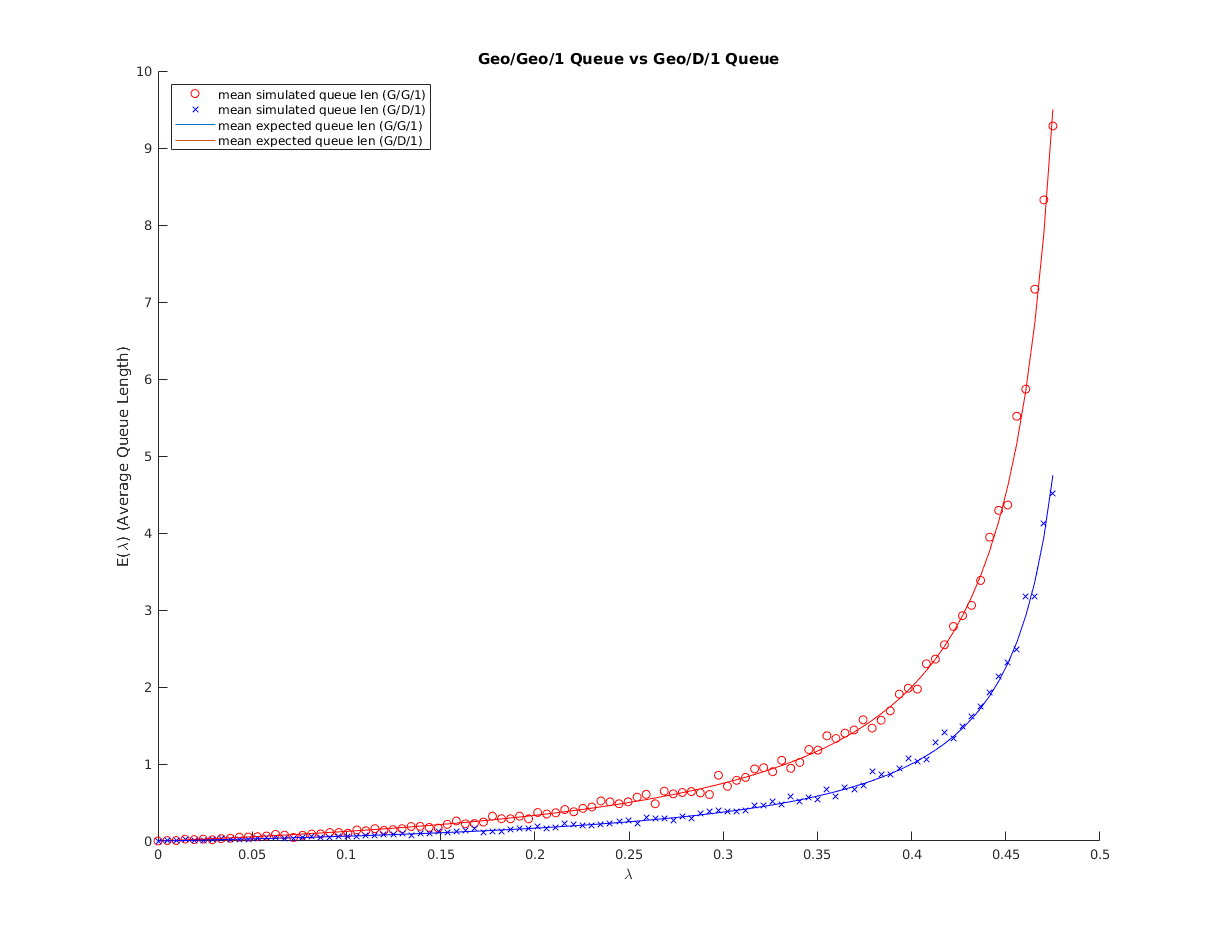 Geo/Geo/1 Queue vs Geo/D/1 Queue
mean simulated queue len (G/G/1)
mean simulated queue len (G/D/1)
mean expected queue len (G/G/1)
mean expected queue len (G/D/1)
E(λ) (Average Queue Length)
10
9
8
7
6
5
4
3
2
1
0
0 0.05 0.1 0.15 0.2 0.25 0.3 0.35 0.4 0.45 0.5
λ